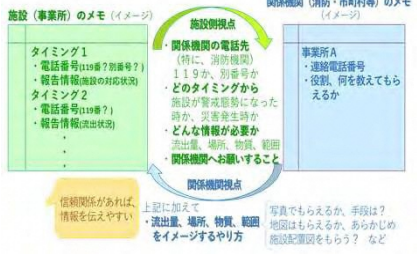 施設（事業所）のメモ（イメージ）
関係機関（消防・市町村等）のメモ
（イメージ）
施設側視点
タイミング１
・電話番号(119番？別番号？)
・報告情報(施設の対応状況)
タイミング２
・電話番号(119番？)
・報告情報(流出状況)
・
・
・
・関係機関の電話先
(特に、消防機関)
１１９か、別番号か
・どのタイミングから
施設が警戒態勢になった
時か、災害発生時か
・どんな情報が必要か
流出量、場所、物質、範囲
・関係機関へお願いすること
事業所A
・連絡電話番号
・役割、何を教えてもら
えるか
関係機関視点
信頼関係があれば、
情報を伝えやすい
上記に加えて
・流出量、場所、物質、範囲
をイメージするやり方
写真でもらえるか、手段は？
地図はもらえるか、あらかじめ
施設配置図をもらう？ など